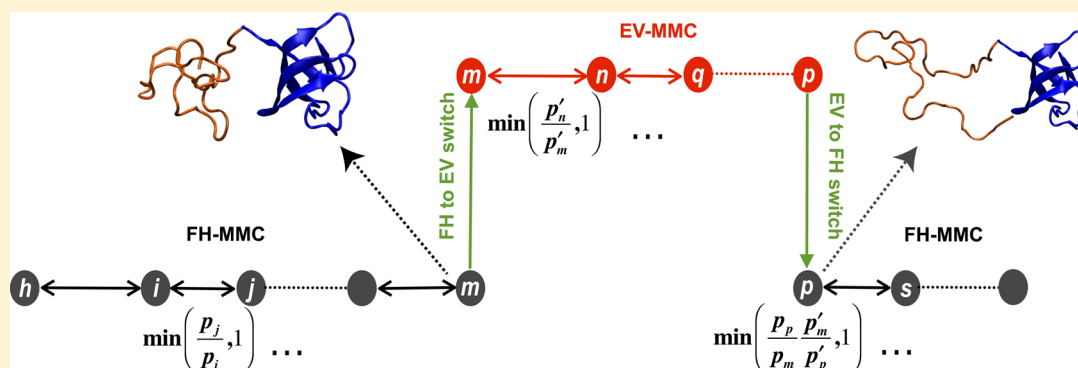 EV-MMC
m n q p
min(p′n/p′m, 1) ...
FH to EV switch
EV to FH switch
FH-MMC
FH-MMC
h i j m
p s
min(pj/pi, 1) ...
min(pp/pm p′m/p′p, 1) ...